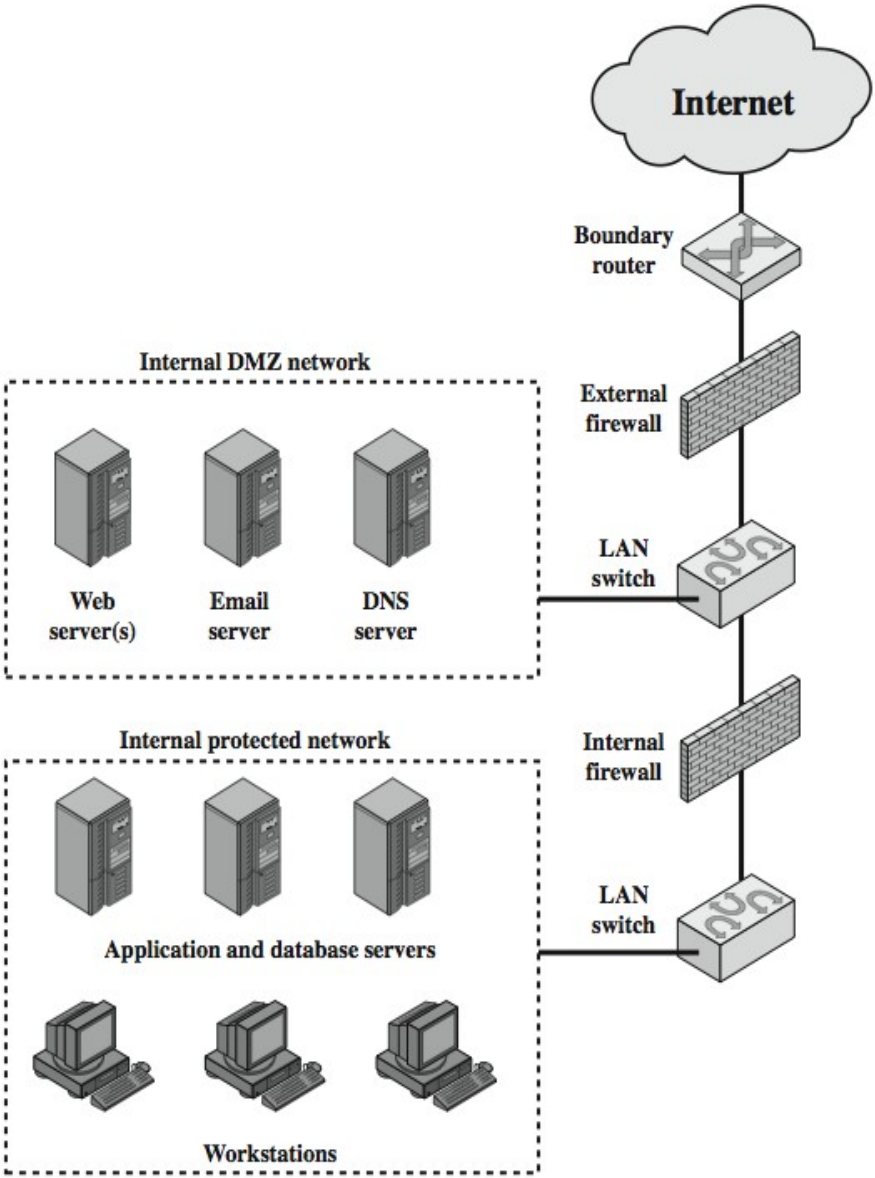 Internet
Boundary
router
Internal DMZ network
External
firewall
LAN
switch
Web
server(s)
Email
server
DNS
server
Internal protected network
Internal
firewall
LAN
switch
Application and database servers
Workstations